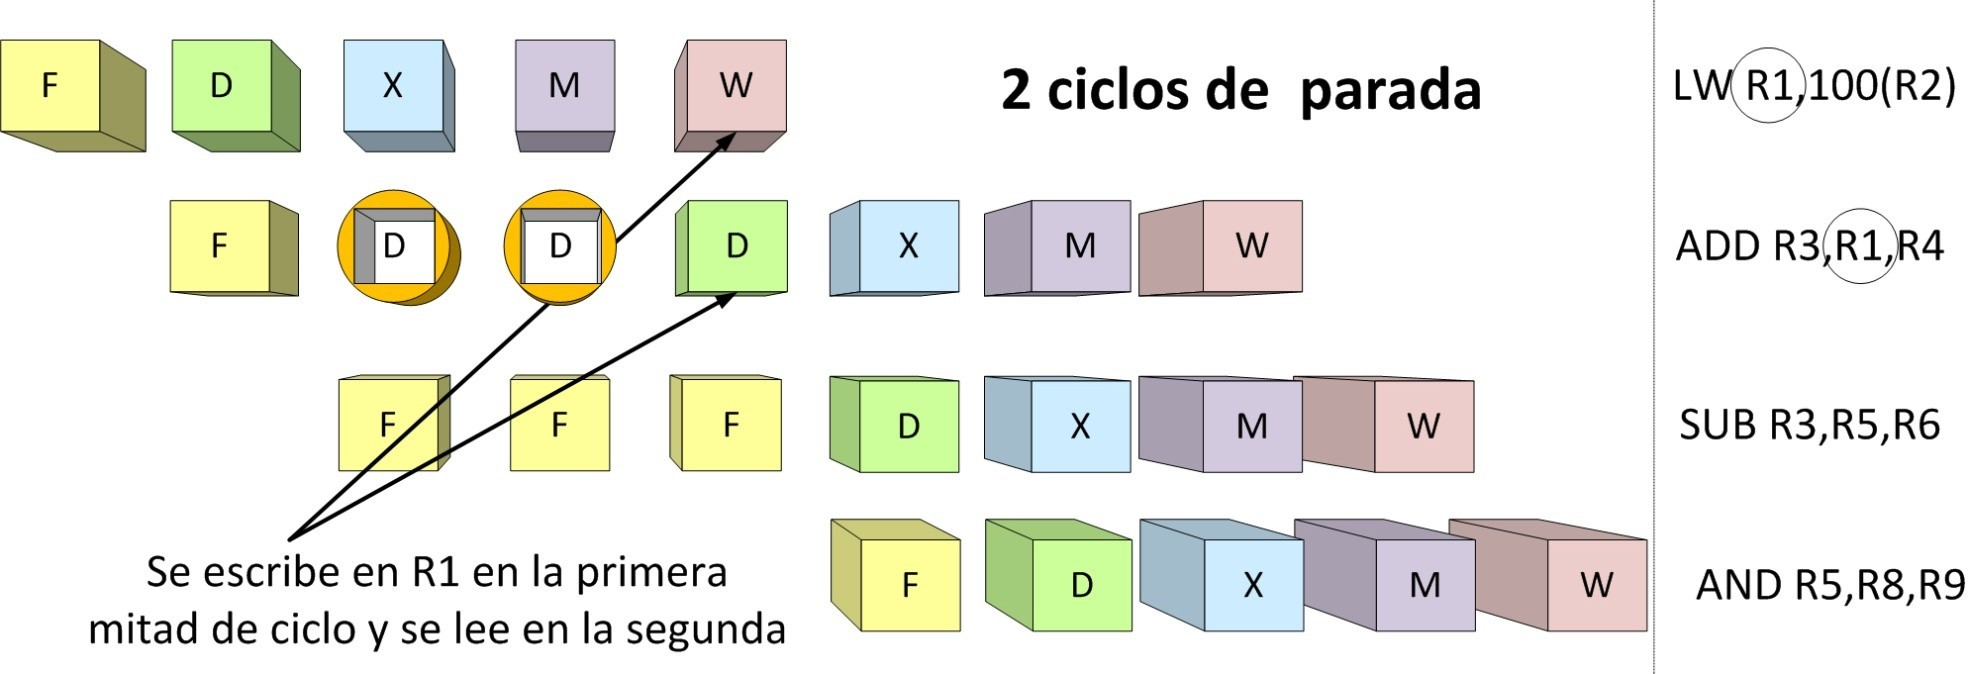 F D X M W 2 ciclos de parada LW R1,100(R2)
F D D D X M W ADD R3,R1,R4
F F F D X M W SUB R3,R5,R6
F D X M W AND R5,R8,R9
Se escribe en R1 en la primera
mitad de ciclo y se lee en la segunda